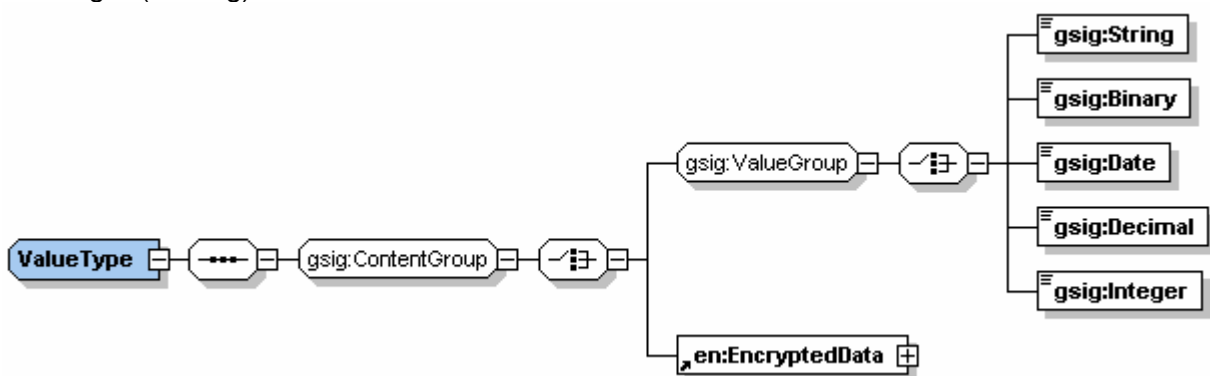 gsig:String
gsig:Binary
gsig:ValueGroup
gsig:Date
ValueType
gsig:ContentGroup
gsig:Decimal
gsig:Integer
en:EncryptedData